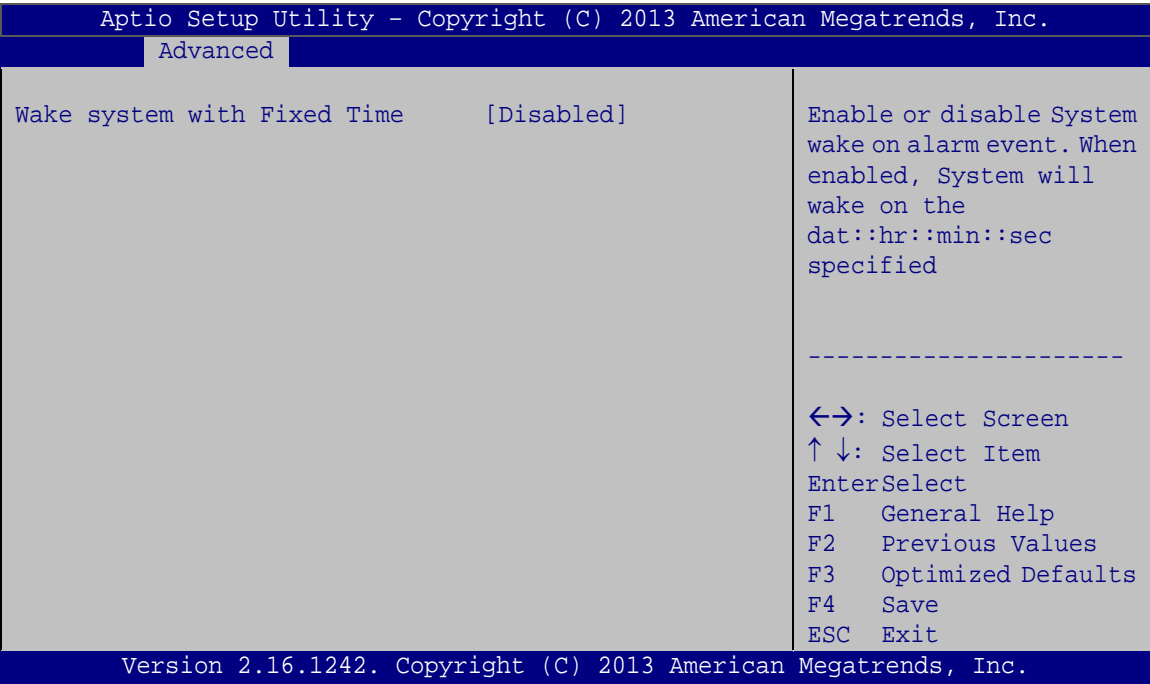 Aptio Setup Utility – Copyright (C) 2013 American Megatrends, Inc.
Advanced
Wake system with Fixed Time [Disabled]
Enable or disable System
wake on alarm event. When
enabled, System will
wake on the
dat::hr::min::sec
specified
----------------------
←→: Select Screen
↑ ↓: Select Item
EnterSelect
F1 General Help
F2 Previous Values
F3 Optimized Defaults
F4 Save
ESC Exit
Version 2.16.1242. Copyright (C) 2013 American Megatrends, Inc.